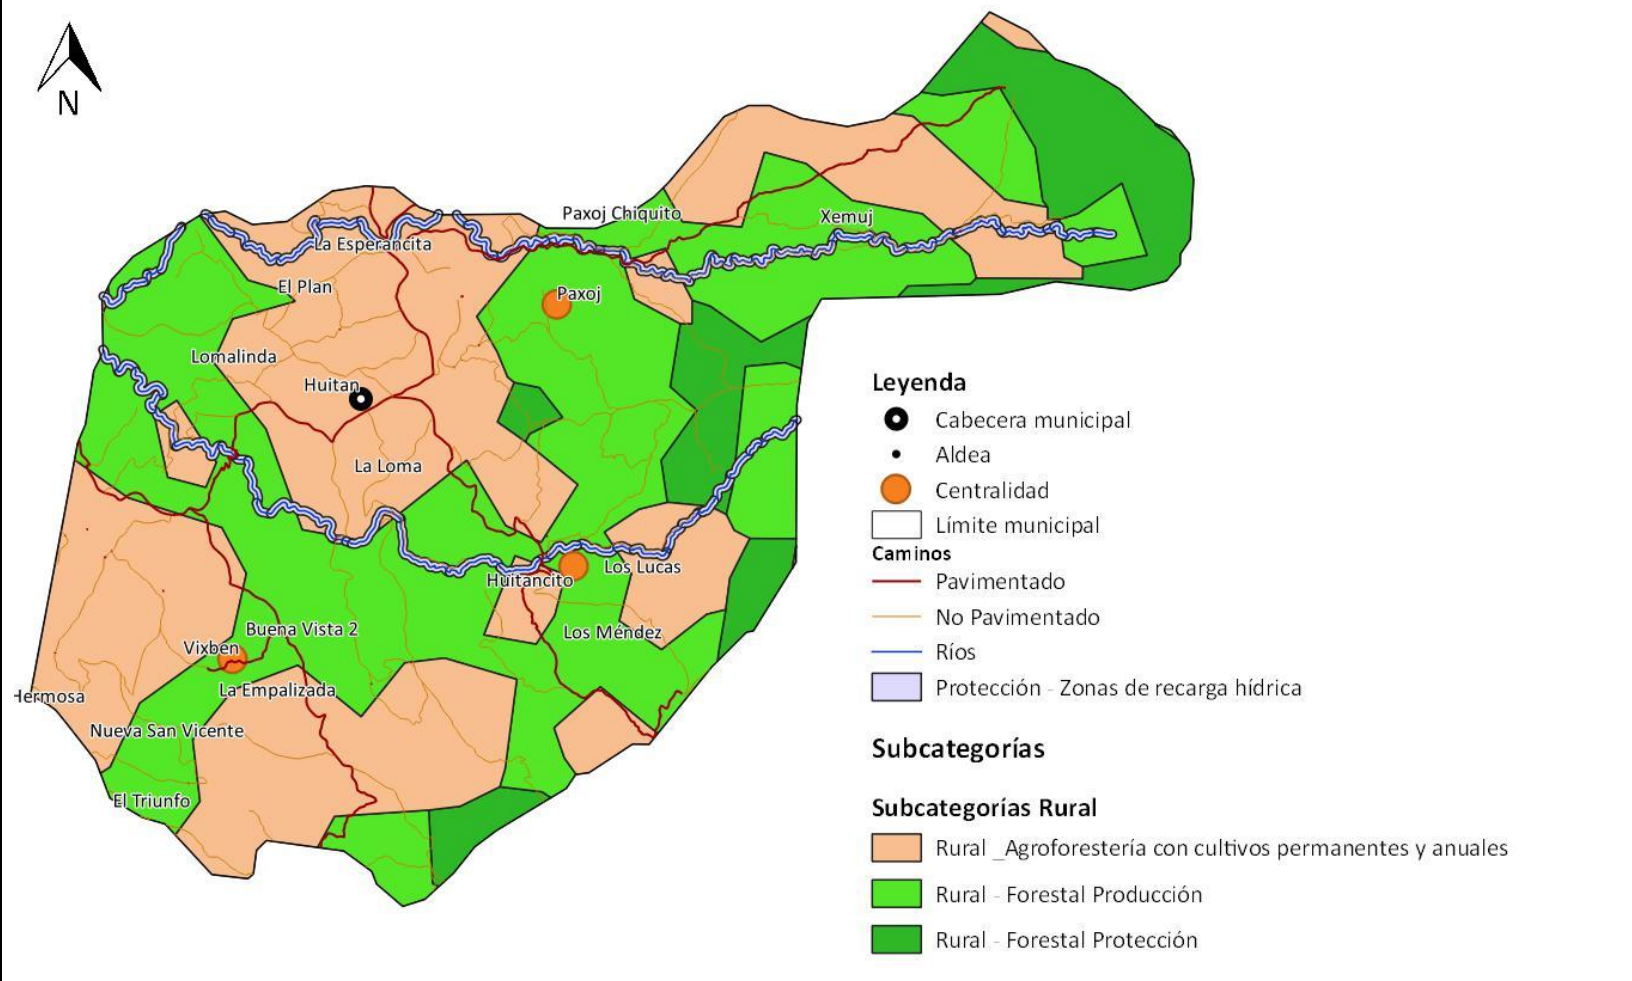 N
Paxoj Chiquito
Xemuj
La Esperancita
El Plan
Paxoj
Lomalinda
Huitan
La Loma
Huitancito
Los Lucas
Buena Vista 2
Los Méndez
Vixben
La Empalizada
Hermosa
Nueva San Vicente
El Triunfo
Leyenda
Cabecera municipal
Aldea
Centralidad
Límite municipal
Caminos
Pavimentado
No Pavimentado
Ríos
Protección - Zonas de recarga hídrica
Subcategorías
Subcategorías Rural
Rural _Agroforestería con cultivos permanentes y anuales
Rural - Forestal Producción
Rural - Forestal Protección